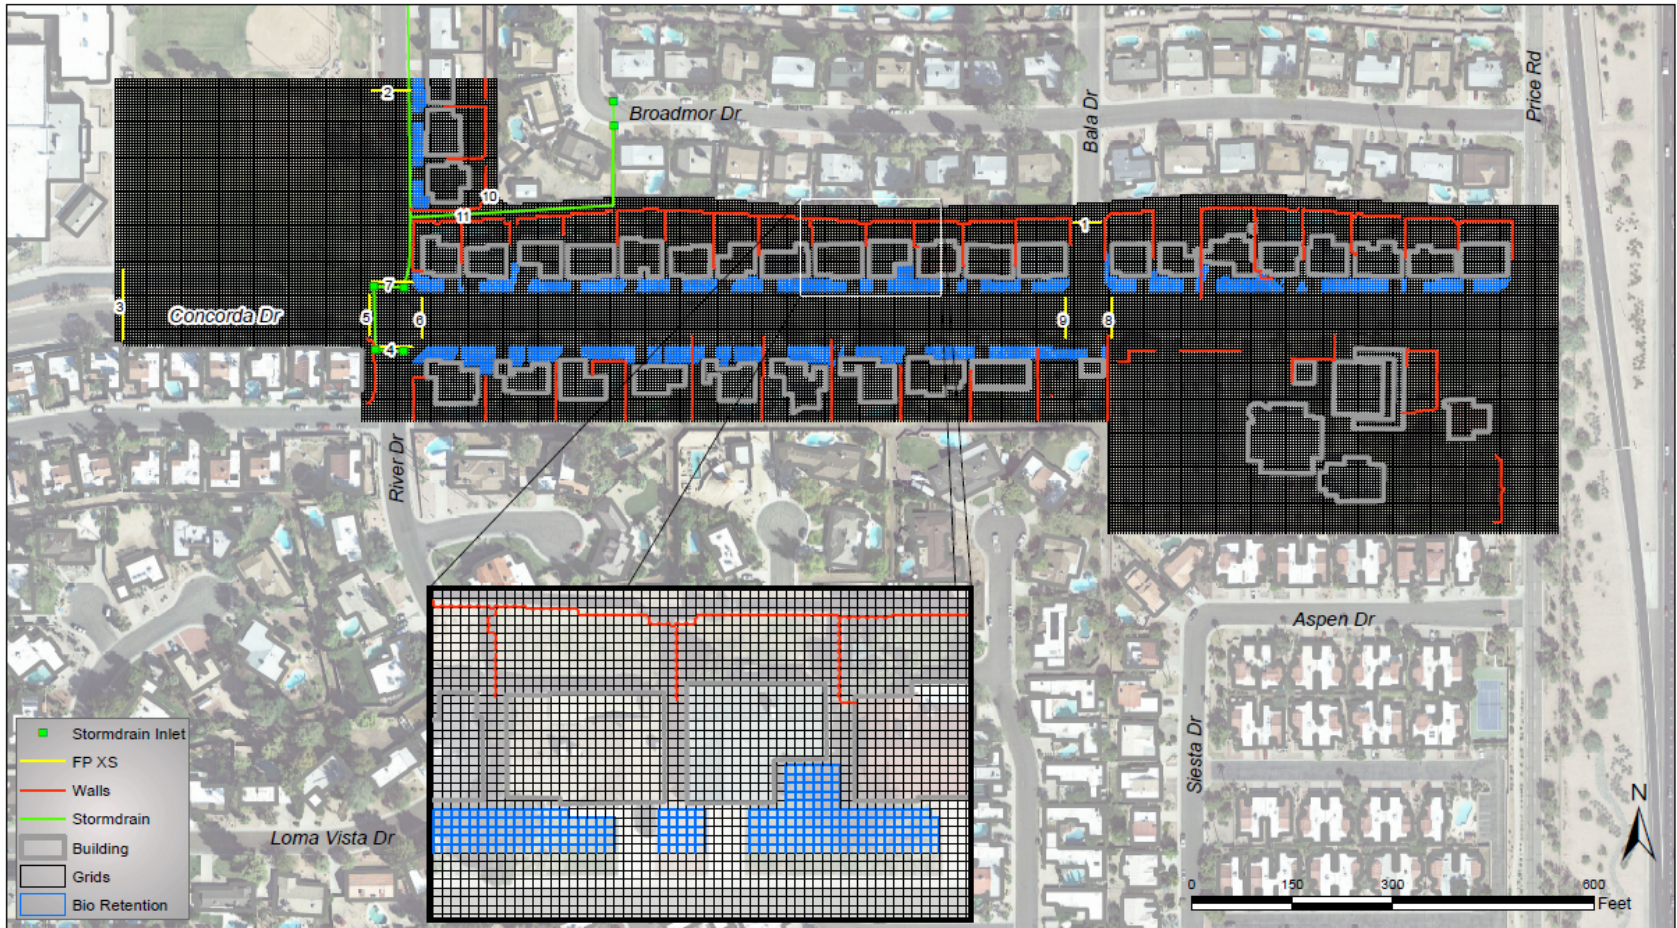 2
Broadmor Dr
Bala Dr
Price Rd
10
11
1
3
Concorda Dr
7
5
6
4
9
8
River Dr
Aspen Dr
Siesta Dr
Loma Vista Dr
Stormdrain Inlet
FP XS
Walls
Stormdrain
Building
Grids
Bio Retention
N
0 150 300 600
Feet